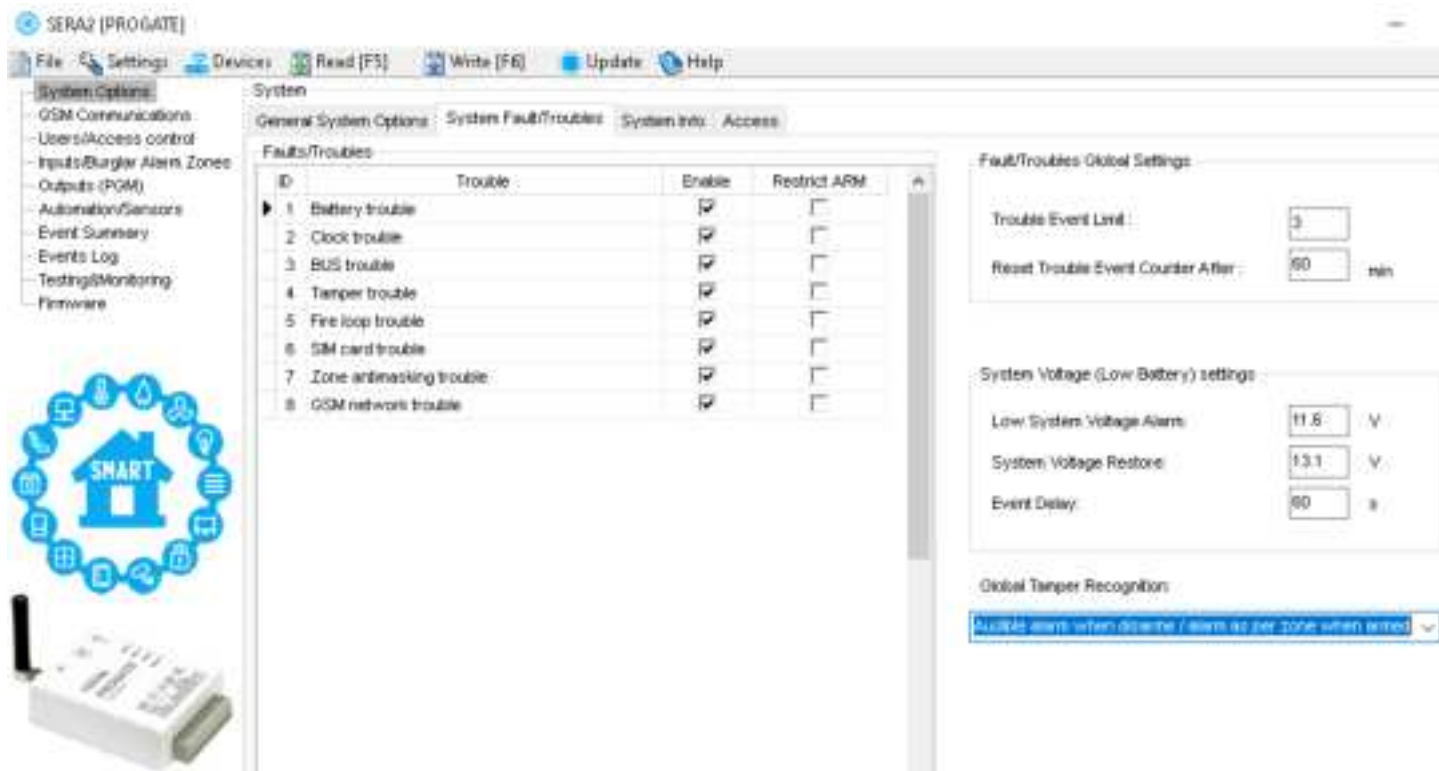 SERA2 [PROGATE]
File Settings Devices Read [F5] Write [F6] Update Help
System Options
GSM Communications
Users/Access control
Inputs/Burglar Alarm Zones
Outputs (PGM)
Automation/Sensors
Event Summary
Events Log
Testing&Monitoring
Firmware
SMART
System
General System Options System Fault/Troubles System Info Access
Faults/Troubles
ID Trouble Enable Restrict ARM
1 Battery trouble
2 Clock trouble
3 BUS trouble
4 Tamper trouble
5 Fire loop trouble
6 SIM card trouble
7 Zone antimasking trouble
8 GSM network trouble
Fault/Troubles Global Settings
Trouble Event Limit : 3
Reset Trouble Event Counter After : 60 min
System Voltage (Low Battery) settings
Low System Voltage Alarm: 11.6 V
System Voltage Restore: 13.1 V
Event Delay: 60 s
Global Tamper Recognition:
Audible alarm when disarme / alarm as per zone when armed